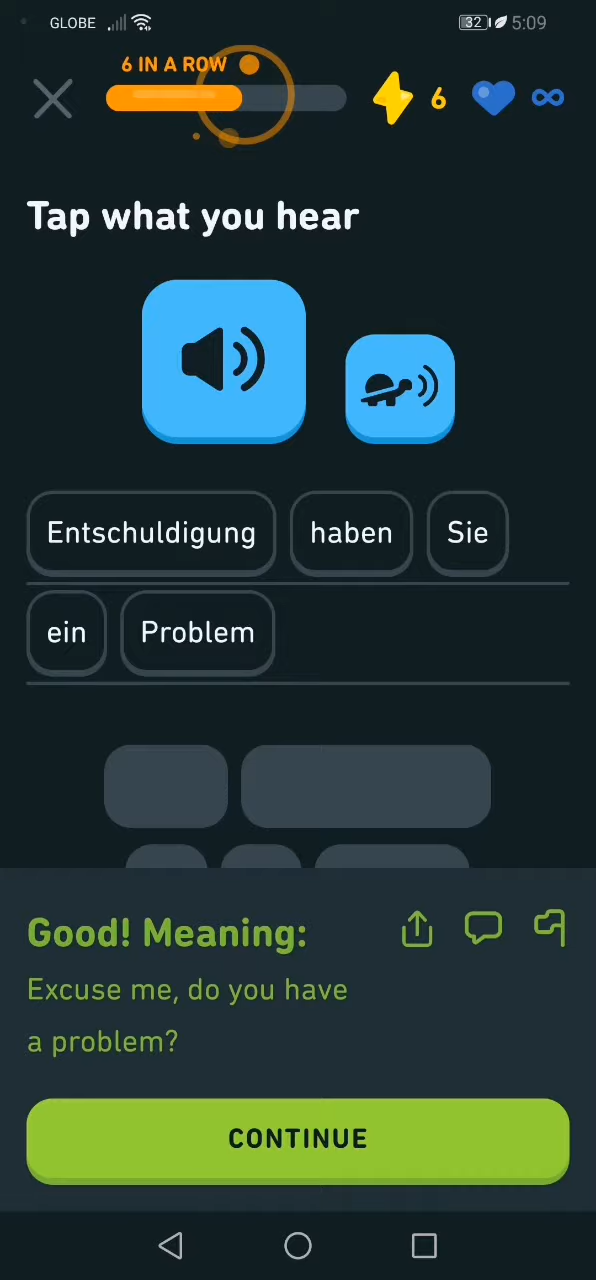 GLOBE 32 5:09
6 IN A ROW
6 ∞
Tap what you hear
Entschuldigung haben Sie
ein Problem
Good! Meaning:
Excuse me, do you have
a problem?
CONTINUE